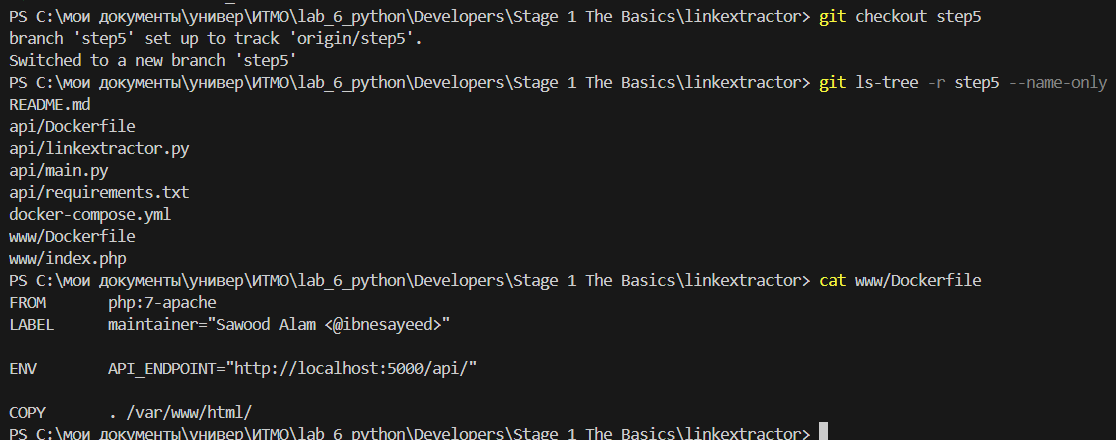 PS C:\мои документы\универ\ИТМО\lab_6_python\Developers\Stage 1 The Basics\linkextractor> git checkout step5
branch 'step5' set up to track 'origin/step5'.
Switched to a new branch 'step5'
PS C:\мои документы\универ\ИТМО\lab_6_python\Developers\Stage 1 The Basics\linkextractor> git ls-tree -r step5 --name-only
README.md
api/Dockerfile
api/linkextractor.py
api/main.py
api/requirements.txt
docker-compose.yml
www/Dockerfile
www/index.php
PS C:\мои документы\универ\ИТМО\lab_6_python\Developers\Stage 1 The Basics\linkextractor> cat www/Dockerfile
FROM       php:7-apache
LABEL      maintainer="Sawood Alam <@ibnesayeed>"
ENV        API_ENDPOINT="http://localhost:5000/api/"
COPY       . /var/www/html/
PS C:\мои документы\универ\ИТМО\lab_6_python\Developers\Stage 1 The Basics\linkextractor>